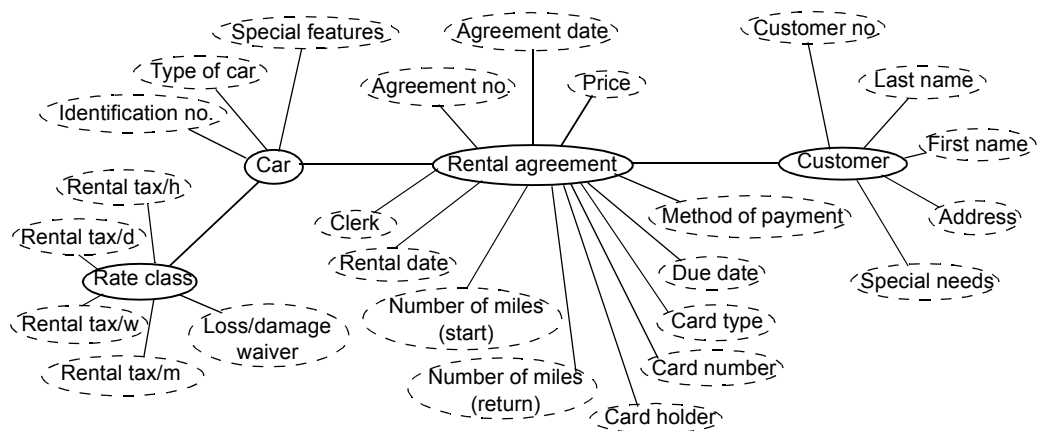 Special features
Agreement date
Customer no.
Type of car
Agreement no.
Price
Last name
Identification no.
Car
Rental agreement
Customer
First name
Rental tax/h
Clerk
Method of payment
Address
Rental tax/d
Rental date
Due date
Rate class
Special needs
Rental tax/w
Loss/damage
waiver
Number of miles
(start)
Card type
Rental tax/m
Number of miles
(return)
Card number
Card holder